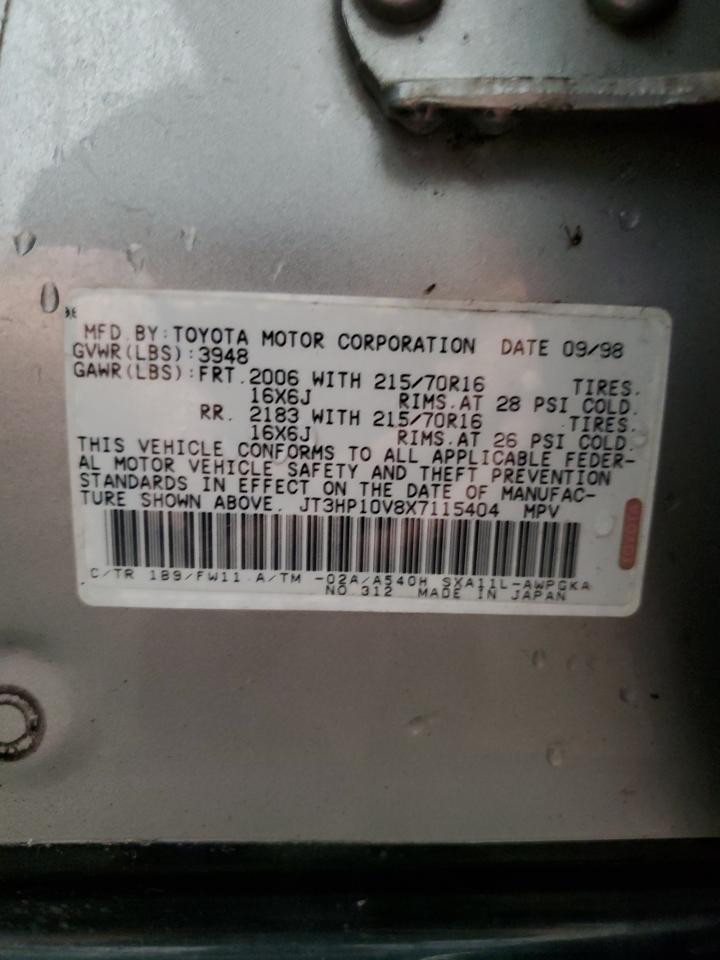 MFD. BY: TOYOTA MOTOR CORPORATION DATE 09/98
GVWR(LBS): 3948
GAWR(LBS): FRT. 2006 WITH 215/70R16 TIRES.
16X6J RIMS. AT 28 PSI COLD.
RR. 2183 WITH 215/70R16 TIRES.
16X6J RIMS. AT 26 PSI COLD.
THIS VEHICLE CONFORMS TO ALL APPLICABLE FEDER-
AL MOTOR VEHICLE SAFETY AND THEFT PREVENTION
STANDARDS IN EFFECT ON THE DATE OF MANUFAC-
TURE SHOWN ABOVE. JT3HP10V8X7115404 MPV
TOYOTA
C/TR 1B9/FW11 A/TM -02A/A540H SXA11L-AWPGKA
NO. 312 MADE IN JAPAN